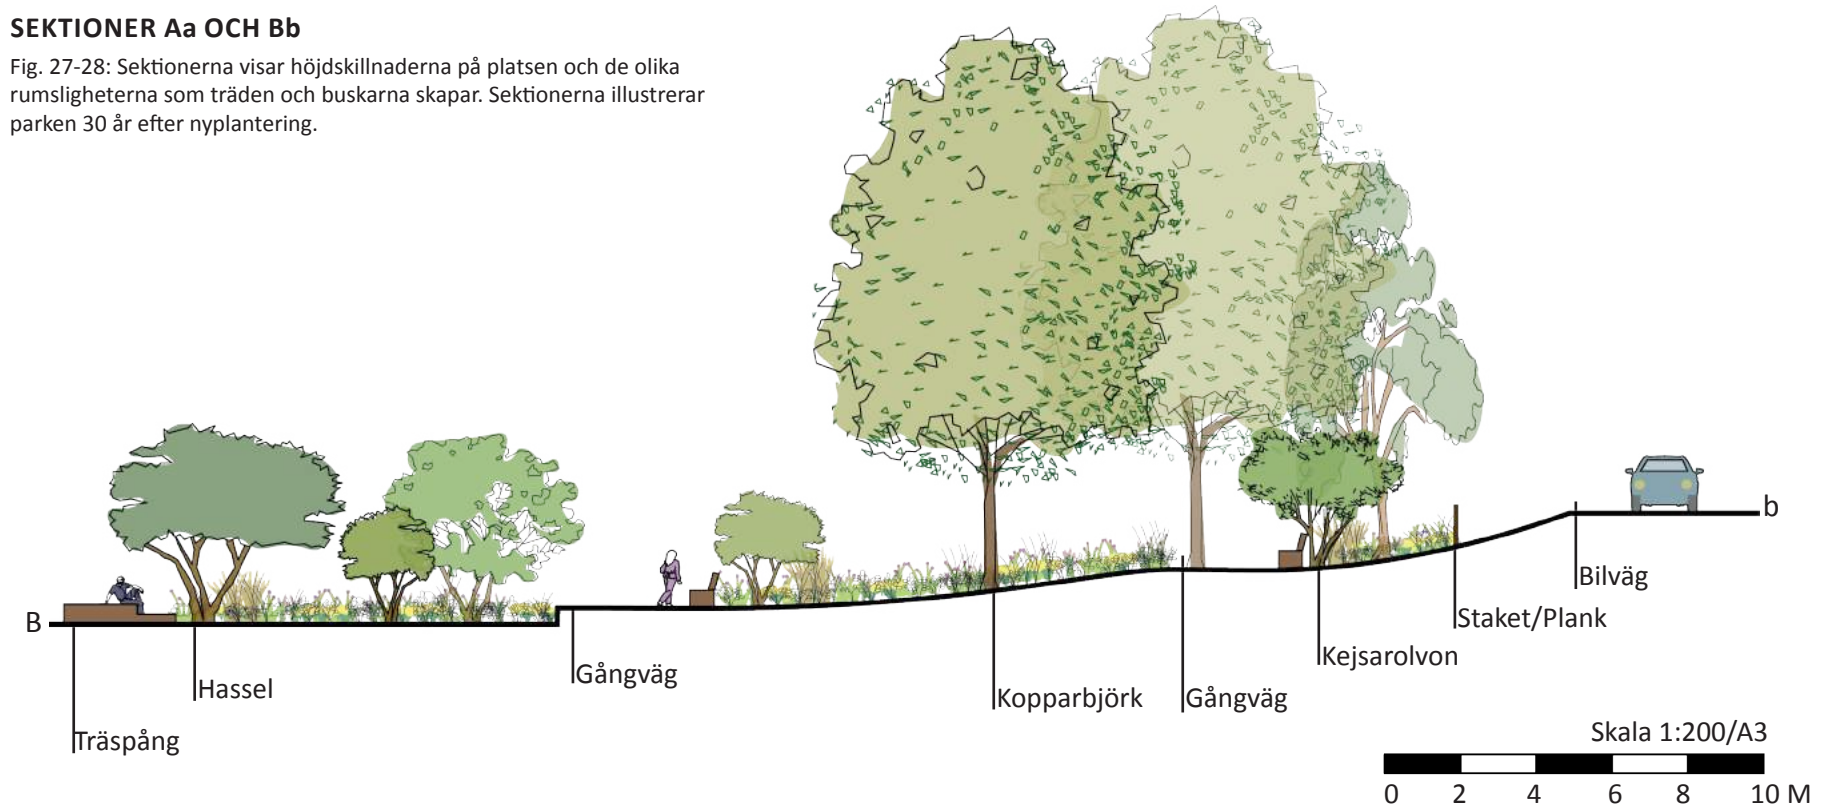 SEKTIONER Aa OCH Bb
Fig. 27-28: Sektionerna visar höjdskillnaderna på platsen och de olika
rumsligheterna som träden och buskarna skapar. Sektionerna illustrerar
parken 30 år efter nyplantering.
b
Bilväg
B
Staket/Plank
Kejsarolvon
Gångväg
Hassel
Kopparbjörk
Gångväg
Träspång
Skala 1:200/A3
0 2 4 6 8 10 M